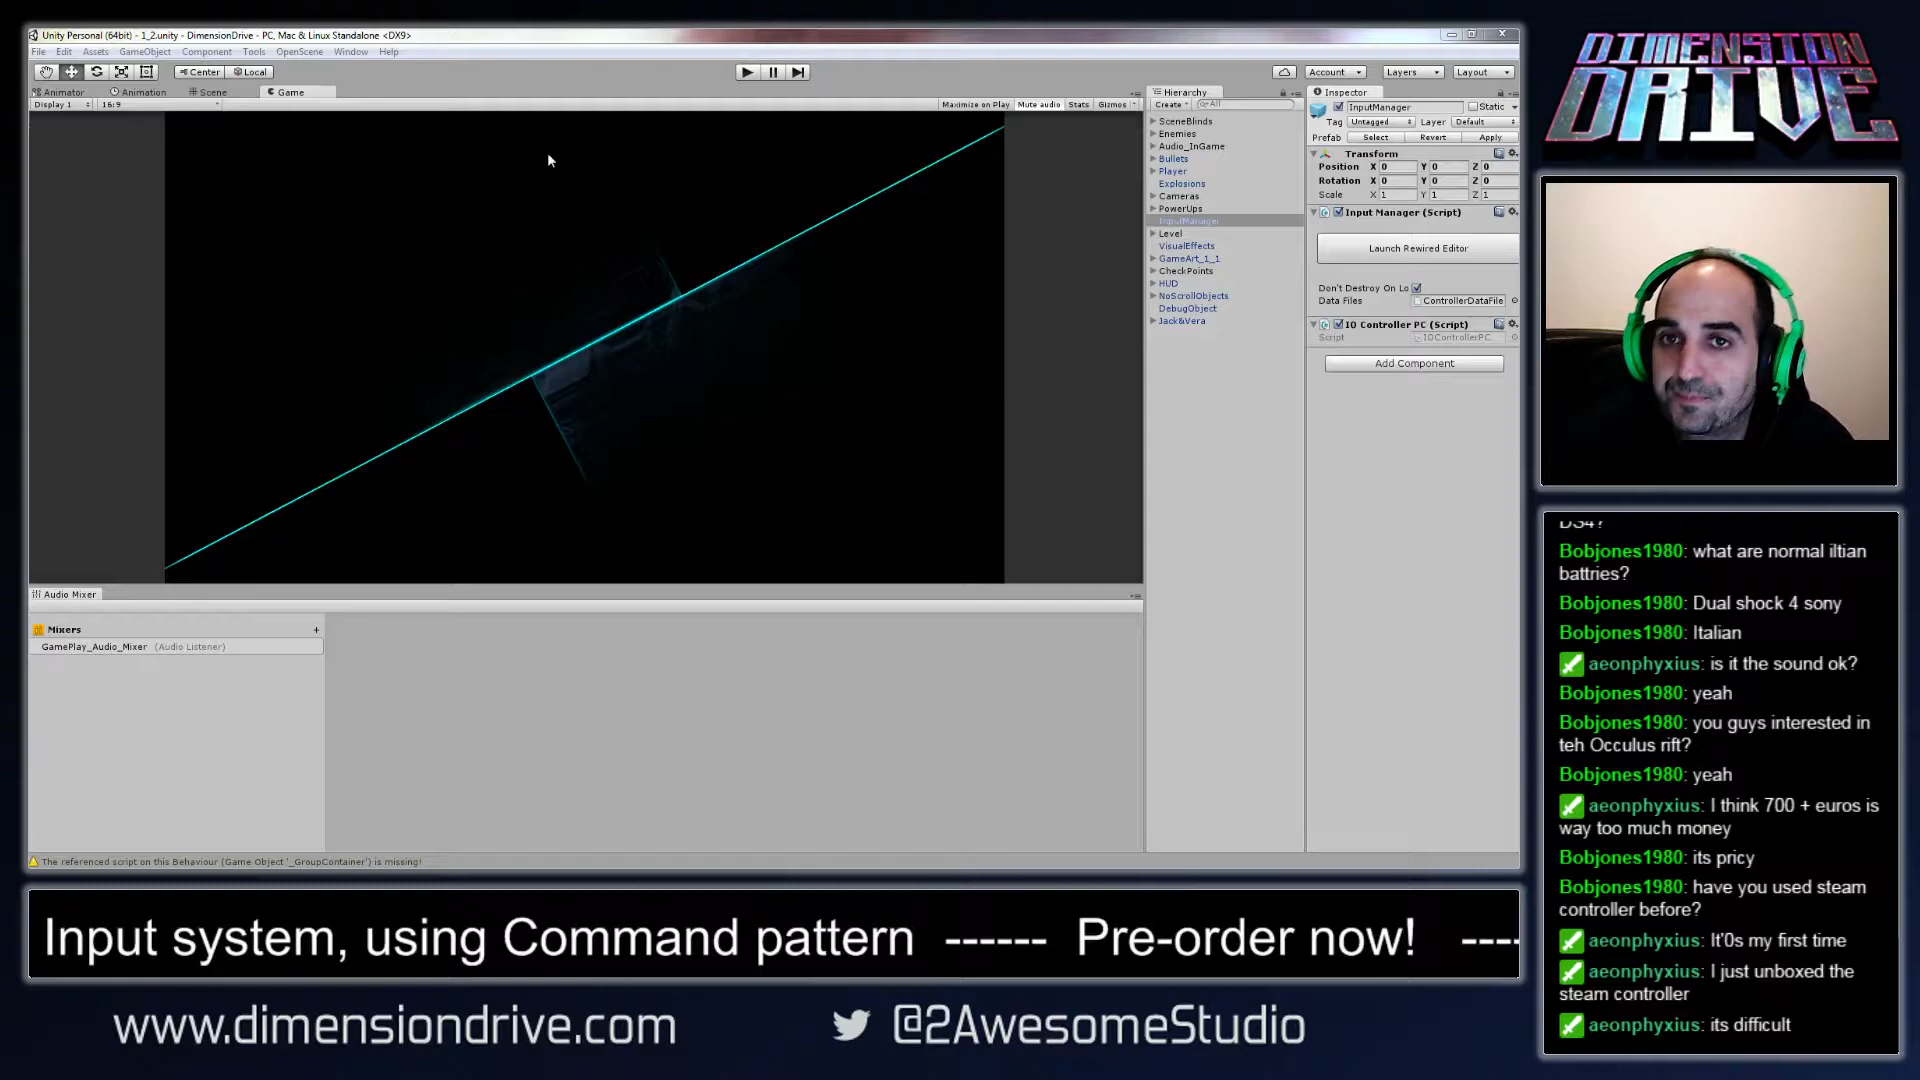 Unity Personal (64bit) - 1_2.unity - DimensionDrive - PC, Mac & Linux Standalone <DX9>
File Edit Assets GameObject Component Tools OpenScene Window Help
Center Local
Account Layers Layout
Animator Animation Scene Game
Display 1 16:9
Maximize on Play Mute audio Stats Gizmos
Hierarchy
Create All
SceneBlinds
Enemies
Audio_InGame
Bullets
Player
Explosions
Cameras
PowerUps
InputManager
Level
VisualEffects
GameArt_1_1
CheckPoints
HUD
NoScrollObjects
DebugObject
Jack&Vera
Inspector
InputManager Static
Tag Untagged Layer Default
Prefab Select Revert Apply
Transform
Position X 0 Y 0 Z 0
Rotation X 0 Y 0 Z 0
Scale X 1 Y 1 Z 1
Input Manager (Script)
Launch Rewired Editor
Don't Destroy On Lo
Data Files ControllerDataFile
IO Controller PC (Script)
Script IOControllerPC
Add Component
Audio Mixer
Mixers +
GamePlay_Audio_Mixer (Audio Listener)
The referenced script on this Behaviour (Game Object '_GroupContainer') is missing!
DIMENSION
DRIVE
DS4?
Bobjones1980: what are normal iltian
battries?
Bobjones1980: Dual shock 4 sony
Bobjones1980: Italian
aeonphyxius: is it the sound ok?
Bobjones1980: yeah
Bobjones1980: you guys interested in
teh Occulus rift?
Bobjones1980: yeah
aeonphyxius: I think 700 + euros is
way too much money
Bobjones1980: its pricy
Bobjones1980: have you used steam
controller before?
aeonphyxius: It'0s my first time
aeonphyxius: I just unboxed the
steam controller
aeonphyxius: its difficult
Input system, using Command pattern ------ Pre-order now! ----
www.dimensiondrive.com
@2AwesomeStudio